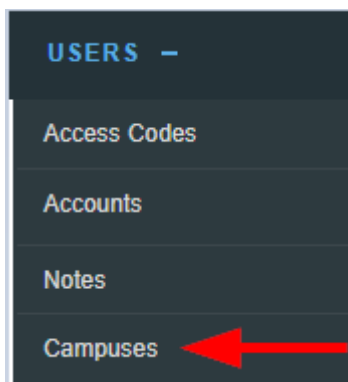 USERS –
Access Codes
Accounts
Notes
Campuses